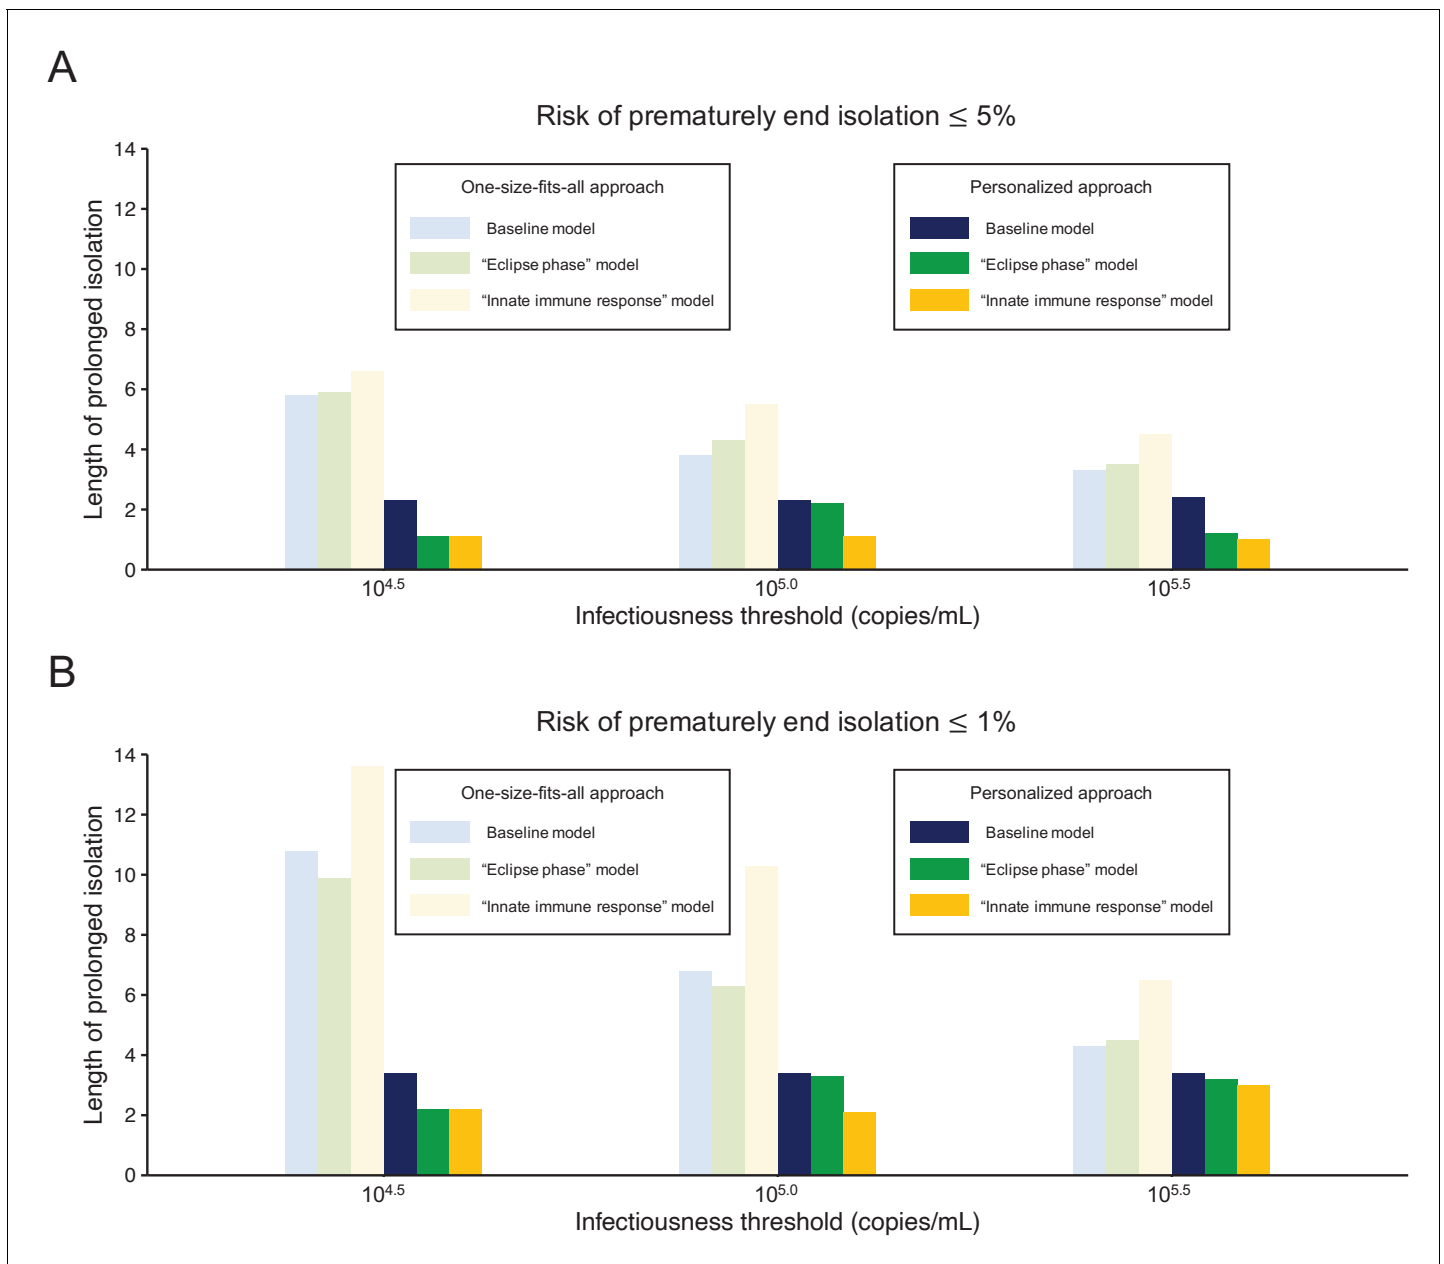 A
Risk of prematurely end isolation ≤ 5%
Length of prolonged isolation
14
12
10
8
6
4
2
0
One-size-fits-all approach
Baseline model
“Eclipse phase” model
“Innate immune response” model
Personalized approach
Baseline model
“Eclipse phase” model
“Innate immune response” model
10^4.5
10^5.0
10^5.5
Infectiousness threshold (copies/mL)
B
Risk of prematurely end isolation ≤ 1%
Length of prolonged isolation
14
12
10
8
6
4
2
0
One-size-fits-all approach
Baseline model
“Eclipse phase” model
“Innate immune response” model
Personalized approach
Baseline model
“Eclipse phase” model
“Innate immune response” model
10^4.5
10^5.0
10^5.5
Infectiousness threshold (copies/mL)